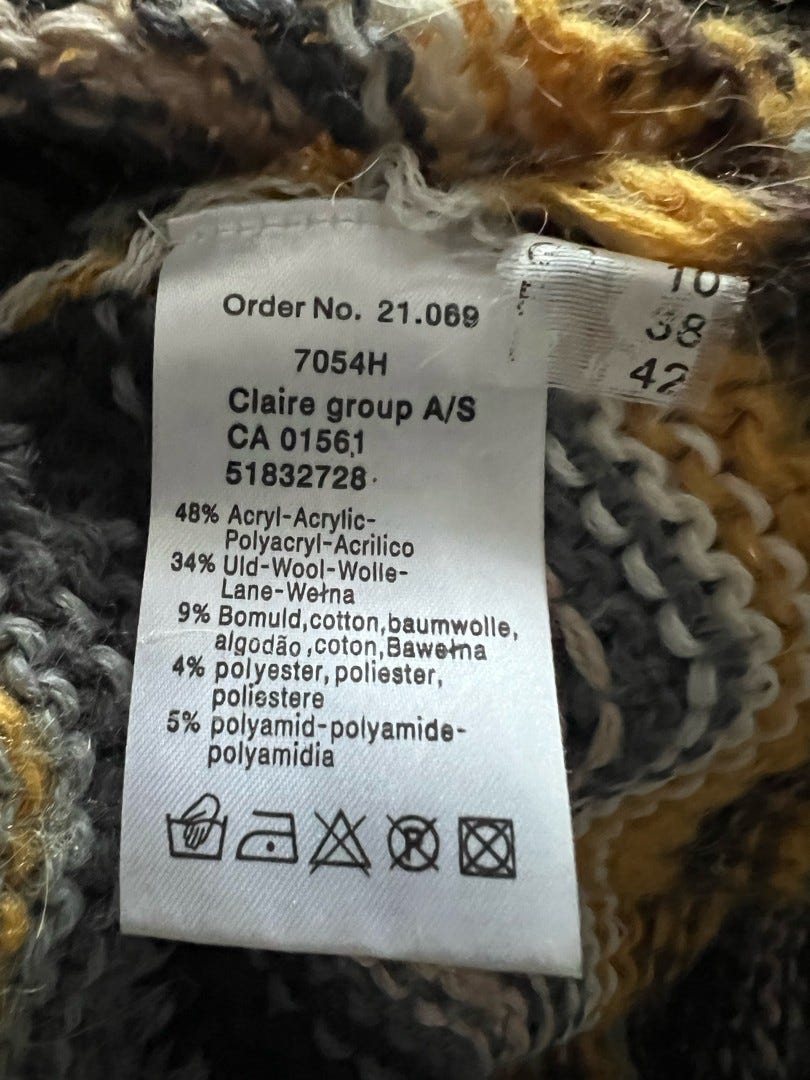 Order No. 21.069
7054H
Claire group A/S
CA 01561
51832728
48% Acryl-Acrylic-
Polyacryl-Acrilico
34% Uld-Wool-Wolle-
Lane-Wełna
9% Bomuld,cotton,baumwolle,
algodão,coton,Bawełna
4% polyester,poliester,
poliestere
5% polyamid-polyamide-
polyamidia
P
10
38
42